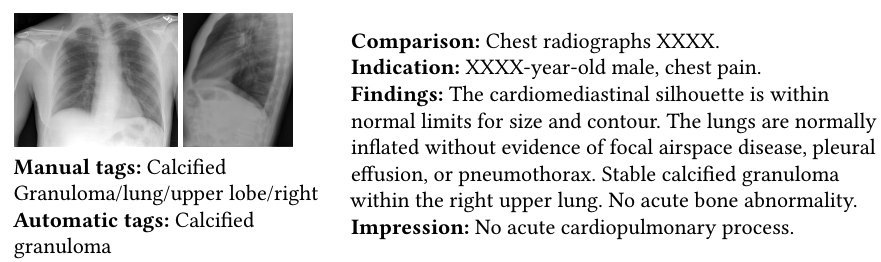 Manual tags: Calcified
Granuloma/lung/upper lobe/right
Automatic tags: Calcified
granuloma
Comparison: Chest radiographs XXXX.
Indication: XXXX-year-old male, chest pain.
Findings: The cardiomediastinal silhouette is within
normal limits for size and contour. The lungs are normally
inflated without evidence of focal airspace disease, pleural
effusion, or pneumothorax. Stable calcified granuloma
within the right upper lung. No acute bone abnormality.
Impression: No acute cardiopulmonary process.